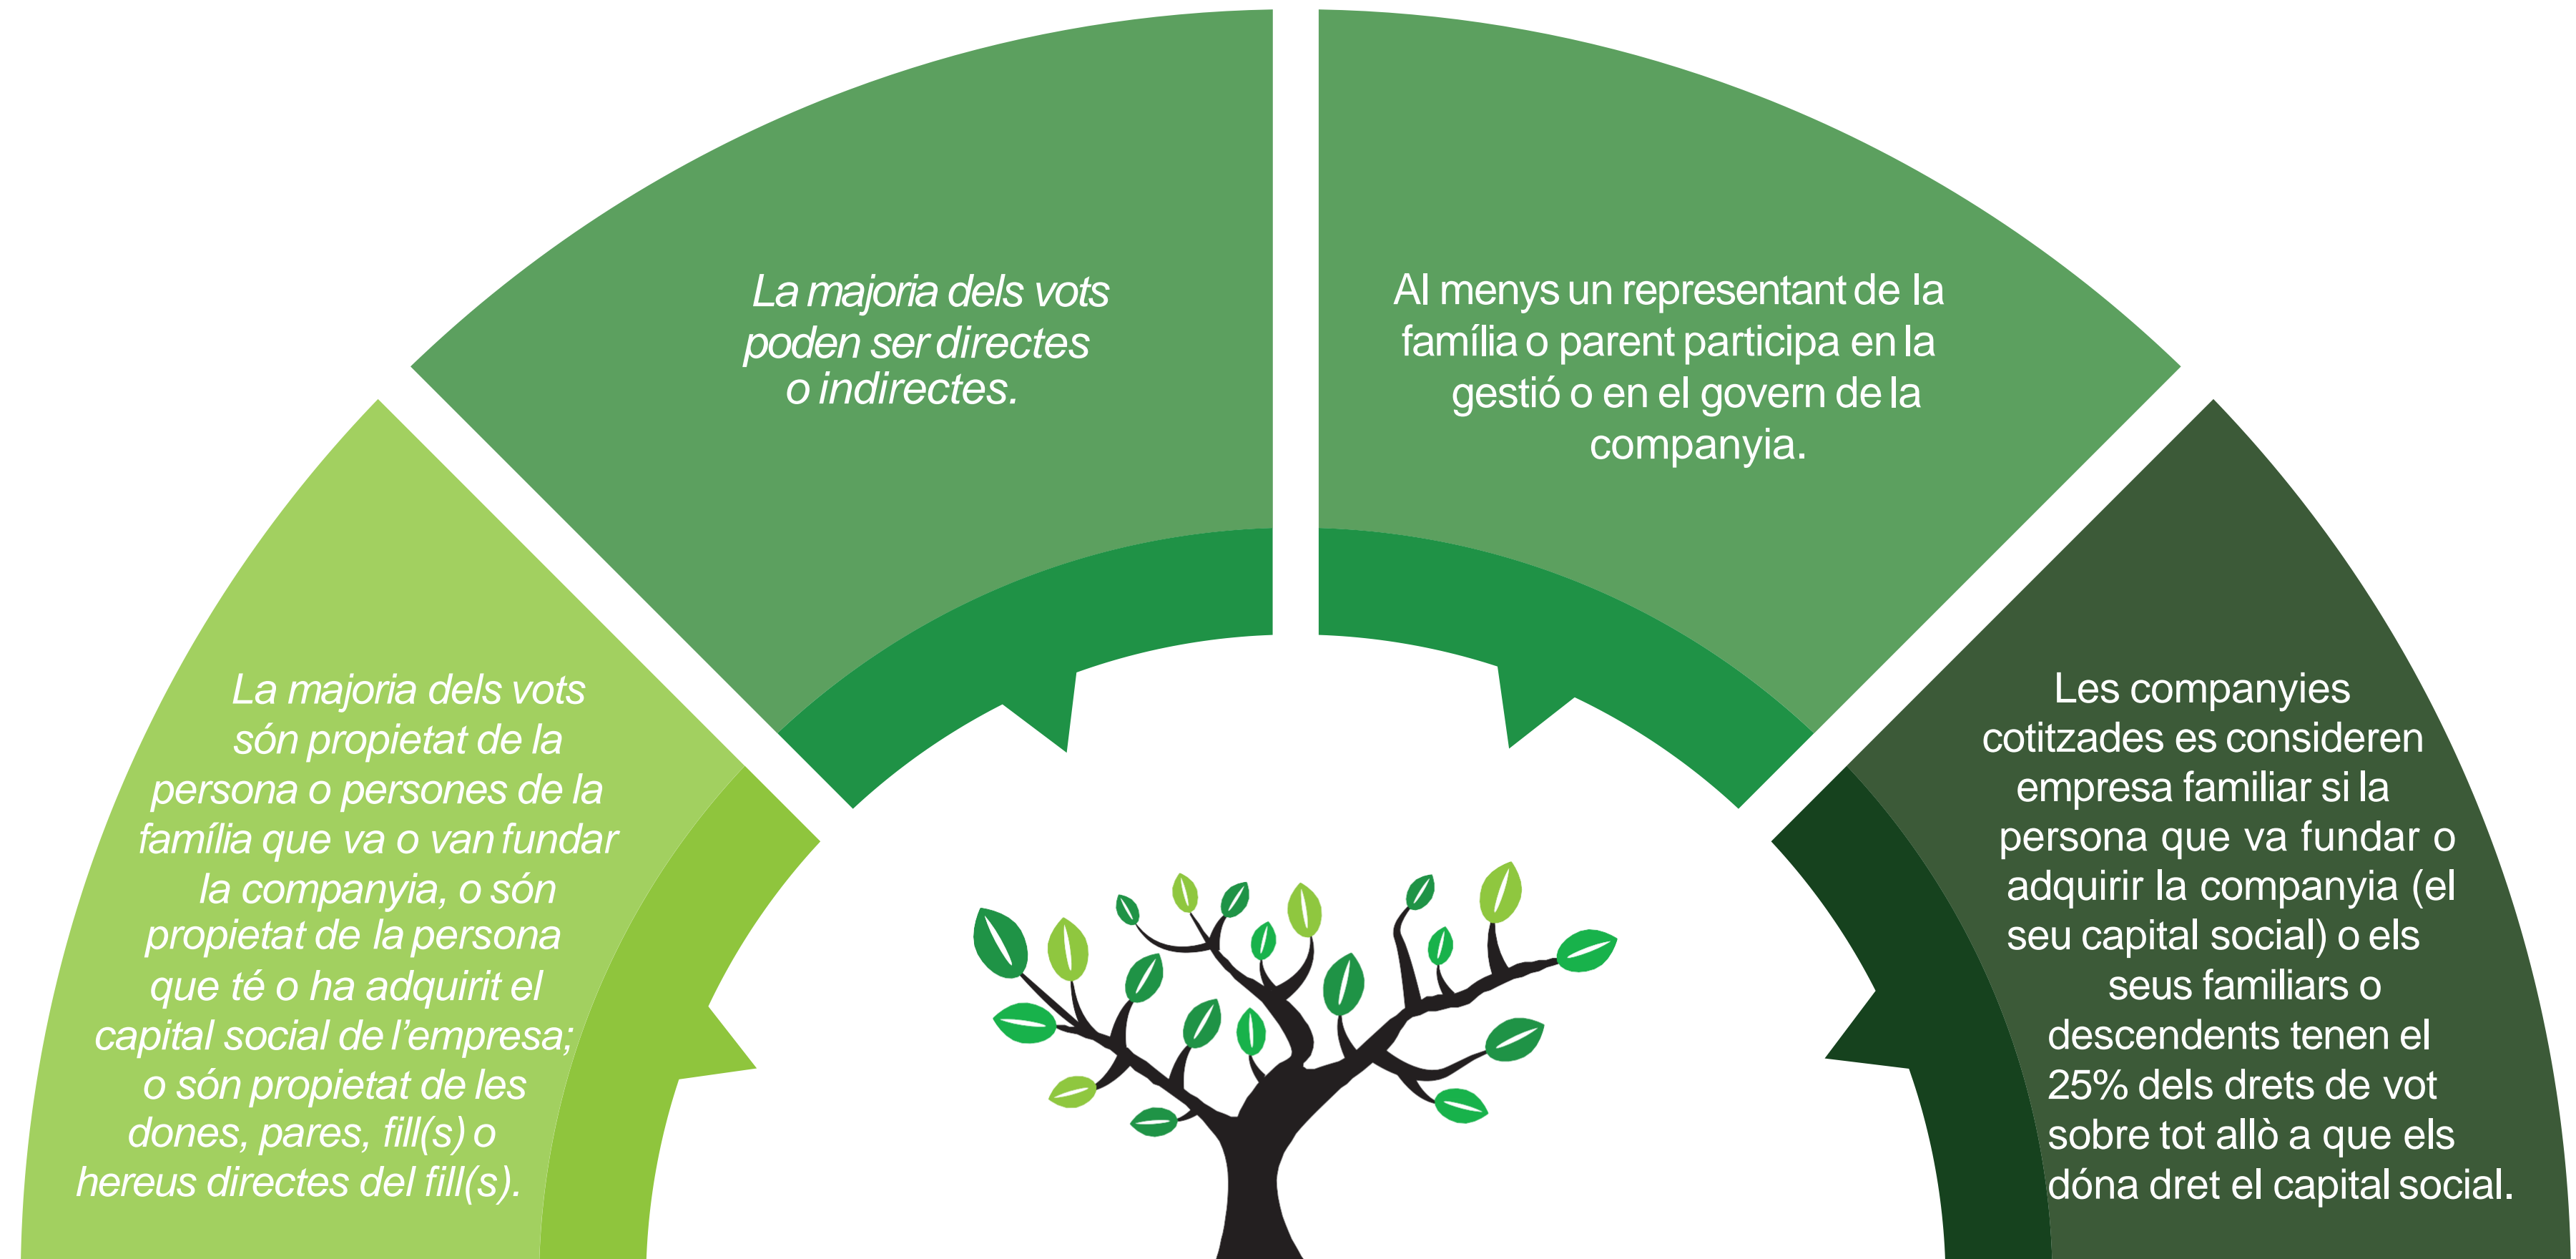 La majoria dels vots
són propietat de la
persona o persones de la
família que va o van fundar
la companyia, o són
propietat de la persona
que té o ha adquirit el
capital social de l’empresa;
o són propietat de les
dones, pares, fill(s) o
hereus directes del fill(s).
La majoria dels vots
poden ser directes
o indirectes.
Al menys un representant de la
família o parent participa en la
gestió o en el govern de la
companyia.
Les companyies
cotitzades es consideren
empresa familiar si la
persona que va fundar o
adquirir la companyia (el
seu capital social) o els
seus familiars o
descendents tenen el
25% dels drets de vot
sobre tot allò a que els
dóna dret el capital social.